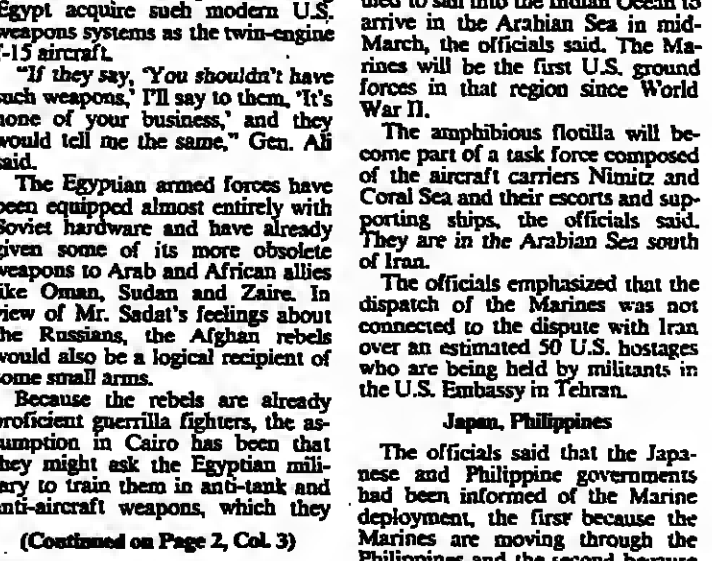 Egypt acquire such modern U.S.
weapons systems as the twin-engine
f-15 aircraft.
"If they say, 'You shouldn't have
such weapons,' I'll say to them, 'It's
none of your business,' and they
would tell me the same," Gen. Ali
said.
The Egyptian armed forces have
been equipped almost entirely with
Soviet hardware and have already
given some of its more obsolete
weapons to Arab and African allies
like Oman, Sudan and Zaire. In
view of Mr. Sadat's feelings about
the Russians, the Afghan rebels
would also be a logical recipient of
some small arms.
Because the rebels are already
proficient guerrilla fighters, the as-
sumption in Cairo has been that
they might ask the Egyptian mili-
tary to train them in anti-tank and
anti-aircraft weapons, which they
(Continued on Page 2, Col. 3)
to sail into the Indian Ocean to
arrive in the Arabian Sea in mid-
March, the officials said. The Ma-
rines will be the first U.S. ground
forces in that region since World
War II.
The amphibious flotilla will be-
come part of a task force composed
of the aircraft carriers Nimitz and
Coral Sea and their escorts and sup-
porting ships, the officials said.
They are in the Arabian Sea south
of Iran.
The officials emphasized that the
dispatch of the Marines was not
connected to the dispute with Iran
over an estimated 50 U.S. hostages
who are being held by militants in
the U.S. Embassy in Tehran.
Japan, Philippines
The officials said that the Japa-
nese and Philippine governments
had been informed of the Marine
deployment, the first because the
Marines are moving through the
Philippines and the second because